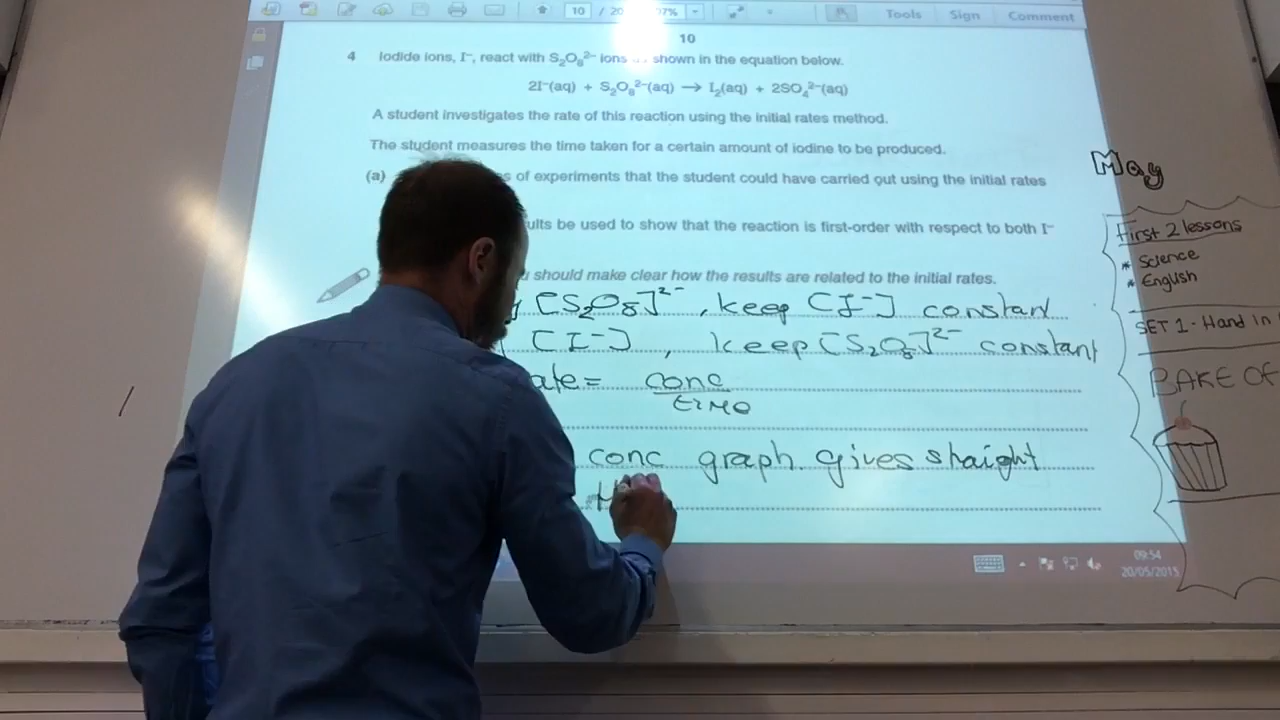 10 / 20
97%
Tools Sign Comment
10
4 Iodide ions, I⁻, react with S₂O₈²⁻ ions shown in the equation below.
2I⁻(aq) + S₂O₈²⁻(aq) → I₂(aq) + 2SO₄²⁻(aq)
A student investigates the rate of this reaction using the initial rates method.
The student measures the time taken for a certain amount of iodine to be produced.
(a) of experiments that the student could have carried out using the initial rates
be used to show that the reaction is first-order with respect to both I⁻
should make clear how the results are related to the initial rates.
[S₂O₈]²⁻, keep [I⁻] constant
[I⁻], keep [S₂O₈]²⁻ constant
= conc
time
conc graph. gives staight
09:54
20/05/2015
May
First 2 lessons
* Science
* English
SET 1 - Hand in
BAKE OF